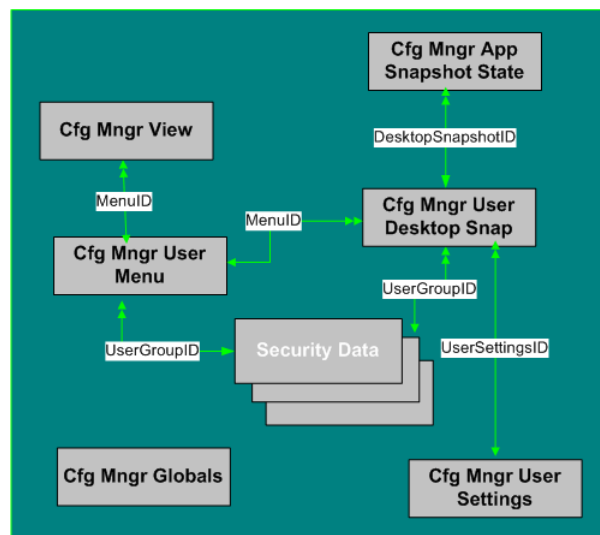 Cfg Mngr App
Snapshot State
Cfg Mngr View
DesktopSnapshotID
MenuID
Cfg Mngr User
Desktop Snap
MenuID
Cfg Mngr User
Menu
UserGroupID
UserGroupID
Security Data
UserSettingsID
Cfg Mngr Globals
Cfg Mngr User
Settings